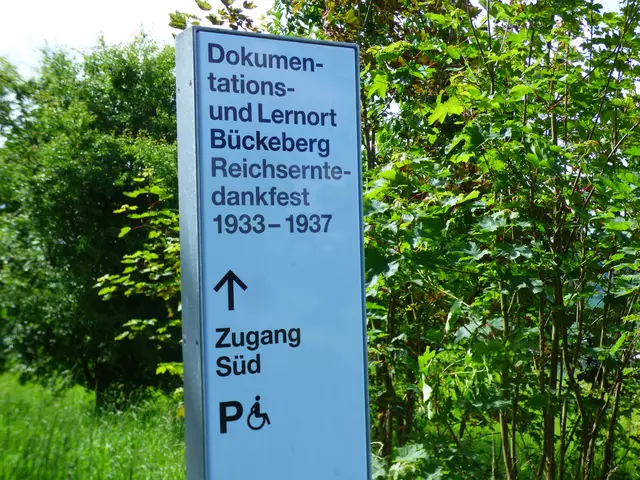 Dokumen-
tations-
und Lernort
Bückeberg
Reichsernte-
dankfest
1933 – 1937
Zugang
Süd
P